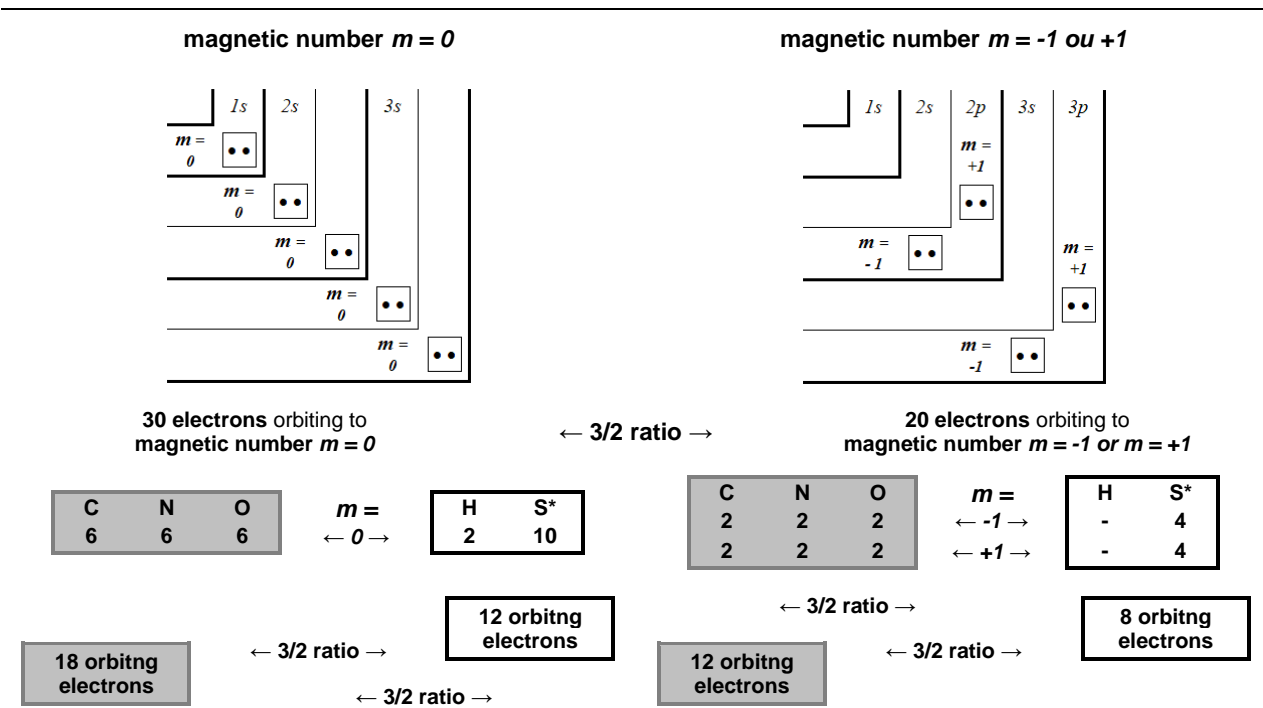 magnetic number m = 0
1s 2s 3s
m =
0
m =
0
m =
0
m =
0
m =
0
magnetic number m = -1 ou +1
1s 2s 2p 3s 3p
m =
+1
m =
- 1
m =
+1
m =
-1
30 electrons orbiting to
magnetic number m = 0
← 3/2 ratio →
20 electrons orbiting to
magnetic number m = -1 or m = +1
C N O
6 6 6
m =
← 0 →
H S*
2 10
C N O
2 2 2
2 2 2
m =
← -1 →
← +1 →
H S*
- 4
- 4
← 3/2 ratio →
12 orbitng
electrons
8 orbitng
electrons
← 3/2 ratio →
← 3/2 ratio →
18 orbitng
electrons
12 orbitng
electrons
← 3/2 ratio →